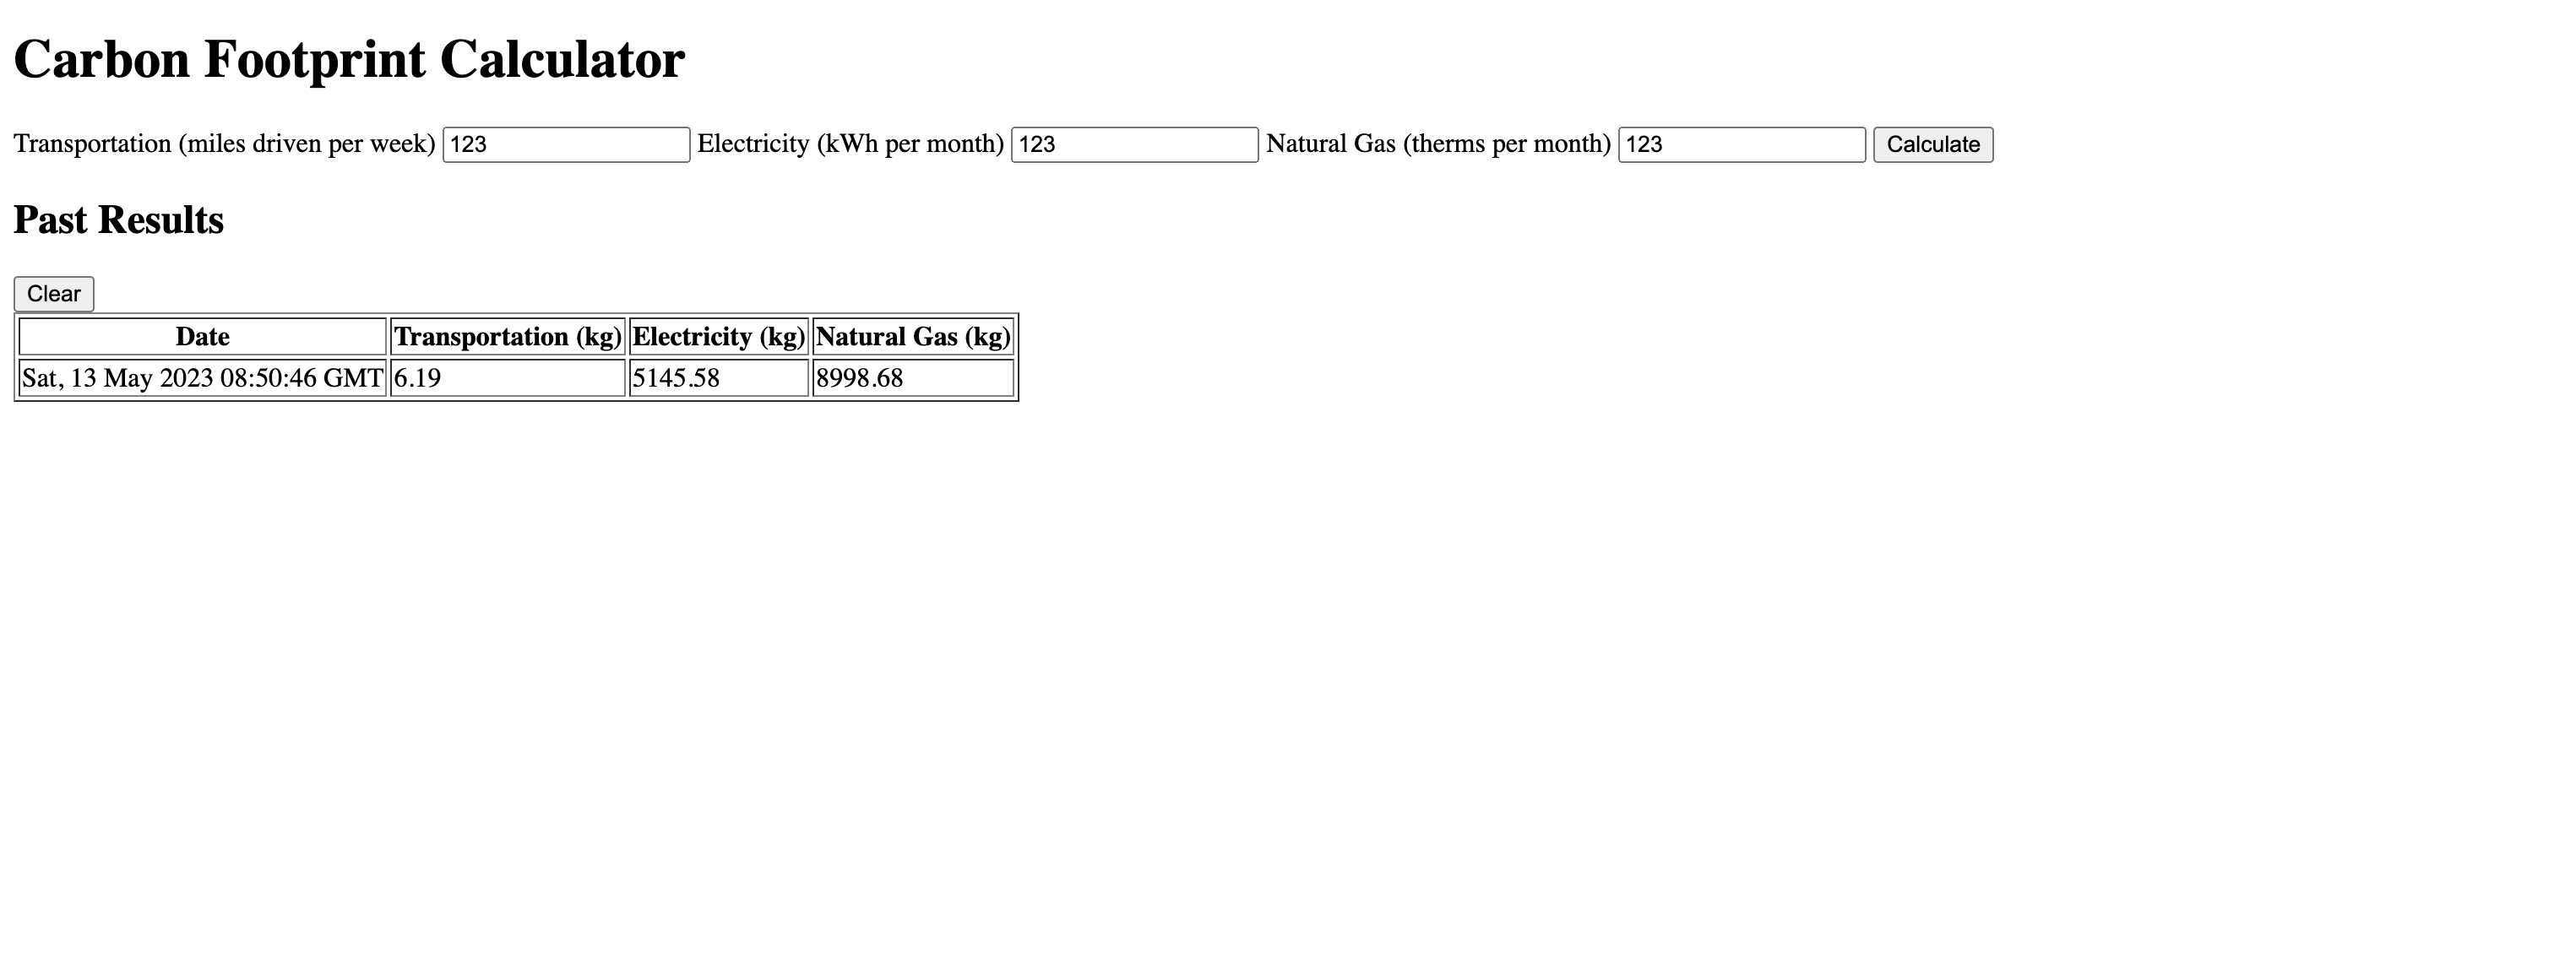 Carbon Footprint Calculator
Transportation (miles driven per week) 123 Electricity (kWh per month) 123 Natural Gas (therms per month) 123 Calculate
Past Results
Clear
Date Transportation (kg) Electricity (kg) Natural Gas (kg)
Sat, 13 May 2023 08:50:46 GMT 6.19 5145.58 8998.68